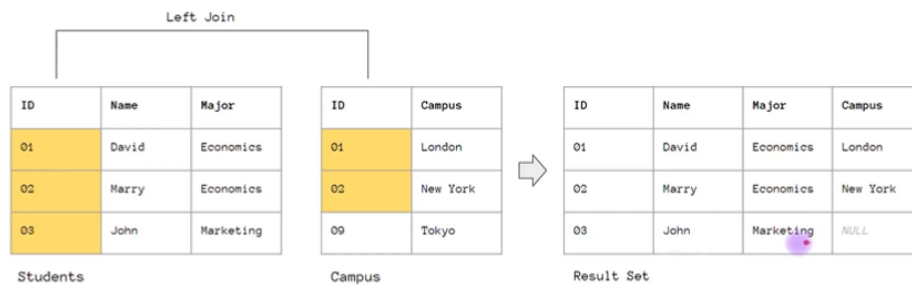 Left Join
ID Name Major
01 David Economics
02 Marry Economics
03 John Marketing
Students
ID Campus
01 London
02 New York
09 Tokyo
Campus
ID Name Major Campus
01 David Economics London
02 Marry Economics New York
03 John Marketing NULL
Result Set